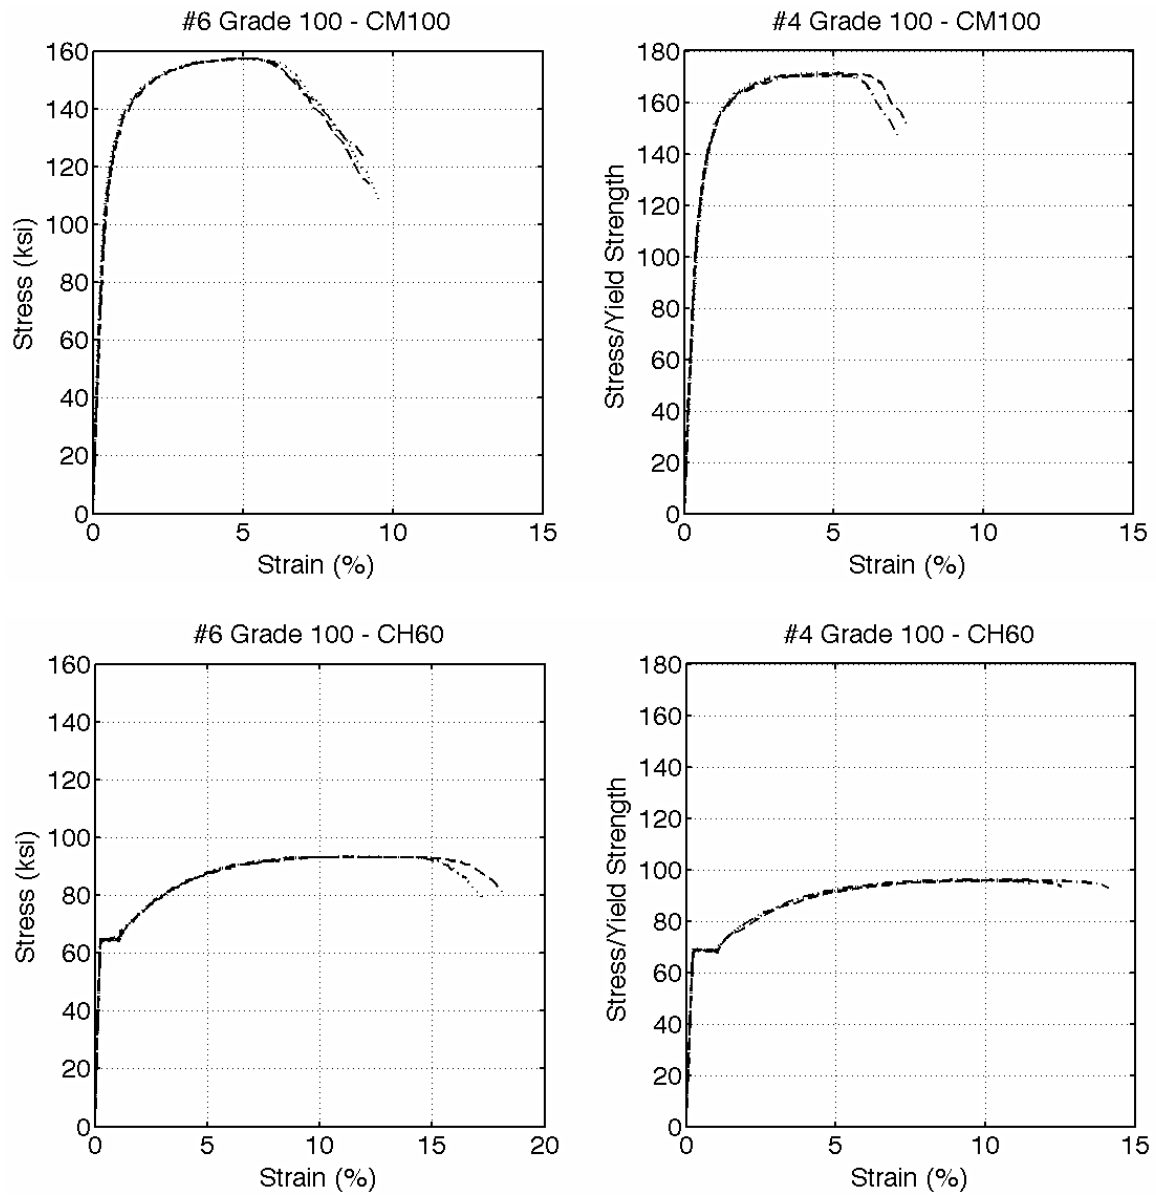 #6 Grade 100 - CM100
160
140
120
100
80
60
40
20
0
0 5 10 15
Stress (ksi)
Strain (%)
#4 Grade 100 - CM100
180
160
140
120
100
80
60
40
20
0
0 5 10 15
Stress/Yield Strength
Strain (%)
#6 Grade 100 - CH60
160
140
120
100
80
60
40
20
0
0 5 10 15 20
Stress (ksi)
Strain (%)
#4 Grade 100 - CH60
180
160
140
120
100
80
60
40
20
0
0 5 10 15
Stress/Yield Strength
Strain (%)